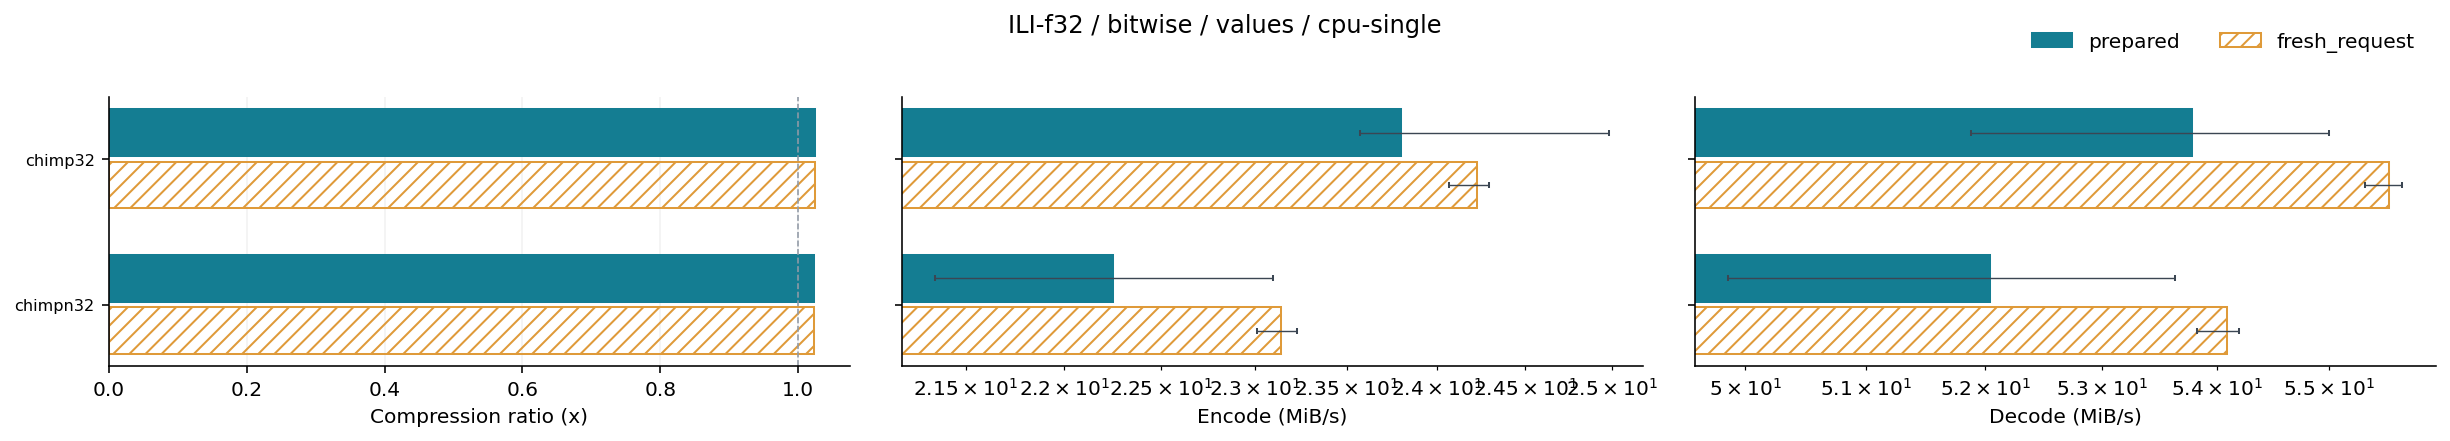 ILI-f32 / bitwise / values / cpu-single
prepared
fresh_request
chimp32
chimpn32
0.0 0.2 0.4 0.6 0.8 1.0
Compression ratio (x)
2.15 × 10¹ 2.2 × 10¹ 2.25 × 10¹ 2.3 × 10¹ 2.35 × 10¹ 2.4 × 10¹ 2.45 × 10¹ 2.5 × 10¹
Encode (MiB/s)
5 × 10¹ 5.1 × 10¹ 5.2 × 10¹ 5.3 × 10¹ 5.4 × 10¹ 5.5 × 10¹
Decode (MiB/s)